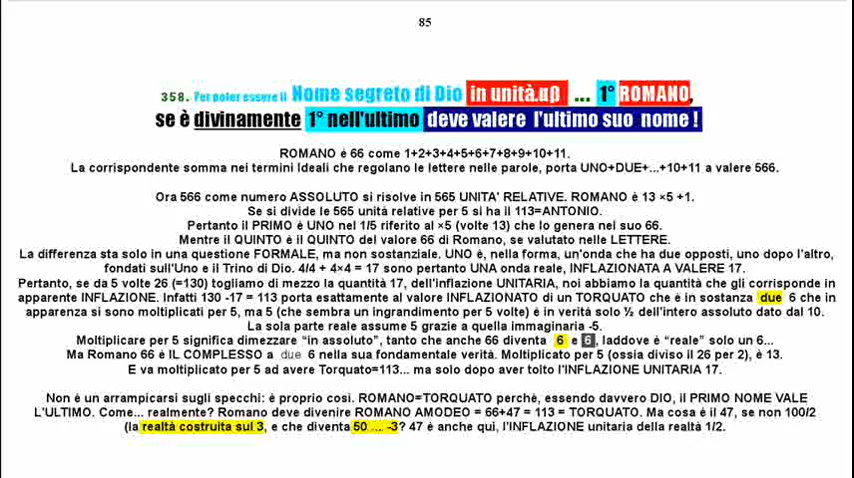 85
358. Per poter essere il Nome segreto di Dio in unità.αβ ... 1° ROMANO,
se è divinamente 1° nell'ultimo deve valere l'ultimo suo nome !
ROMANO è 66 come 1+2+3+4+5+6+7+8+9+10+11.
La corrispondente somma nei termini Ideali che regolano le lettere nelle parole, porta UNO+DUE+...+10+11 a valere 566.
Ora 566 come numero ASSOLUTO si risolve in 565 UNITA' RELATIVE. ROMANO è 13 ×5 +1.
Se si divide le 565 unità relative per 5 si ha il 113=ANTONIO.
Pertanto il PRIMO è UNO nel 1/5 riferito al ×5 (volte 13) che lo genera nei suo 66.
Mentre il QUINTO è il QUINTO del valore 66 di Romano, se valutato nelle LETTERE.
La differenza sta solo in una questione FORMALE, ma non sostanziale. UNO è, nella forma, un'onda che ha due opposti, uno dopo l'altro,
fondati sull'Uno e il Trino di Dio. 4/4 + 4×4 = 17 sono pertanto UNA onda reale, INFLAZIONATA A VALERE 17.
Pertanto, se da 5 volte 26 (=130) togliamo di mezzo la quantità 17, dell'inflazione UNITARIA, noi abbiamo la quantità che gli corrisponde in
apparente INFLAZIONE. Infatti 130 -17 = 113 porta esattamente al valore INFLAZIONATO di un TORQUATO che è in sostanza due 6 che in
apparenza si sono moltiplicati per 5, ma 5 (che sembra un ingrandimento per 5 volte) è in verità solo ½ dell'intero assoluto dato dal 10.
La sola parte reale assume 5 grazie a quella immaginaria -5.
Moltiplicare per 5 significa dimezzare "in assoluto", tanto che anche 66 diventa 6 e 6, laddove è "reale" solo un 6...
Ma Romano 66 è IL COMPLESSO a due 6 nella sua fondamentale verità. Moltiplicato per 5 (ossia diviso il 26 per 2), è 13.
E va moltiplicato per 5 ad avere Torquato=113... ma solo dopo aver tolto l'INFLAZIONE UNITARIA 17.
Non è un arrampicarsi sugli specchi: è proprio così. ROMANO=TORQUATO perchè, essendo davvero DIO, il PRIMO NOME VALE
L'ULTIMO. Come... realmente? Romano deve divenire ROMANO AMODEO = 66+47 = 113 = TORQUATO. Ma cosa è il 47, se non 100/2
(la realtà costruita sul 3, e che diventa 50 ... -3? 47 è anche qui, l'INFLAZIONE unitaria della realtà 1/2.